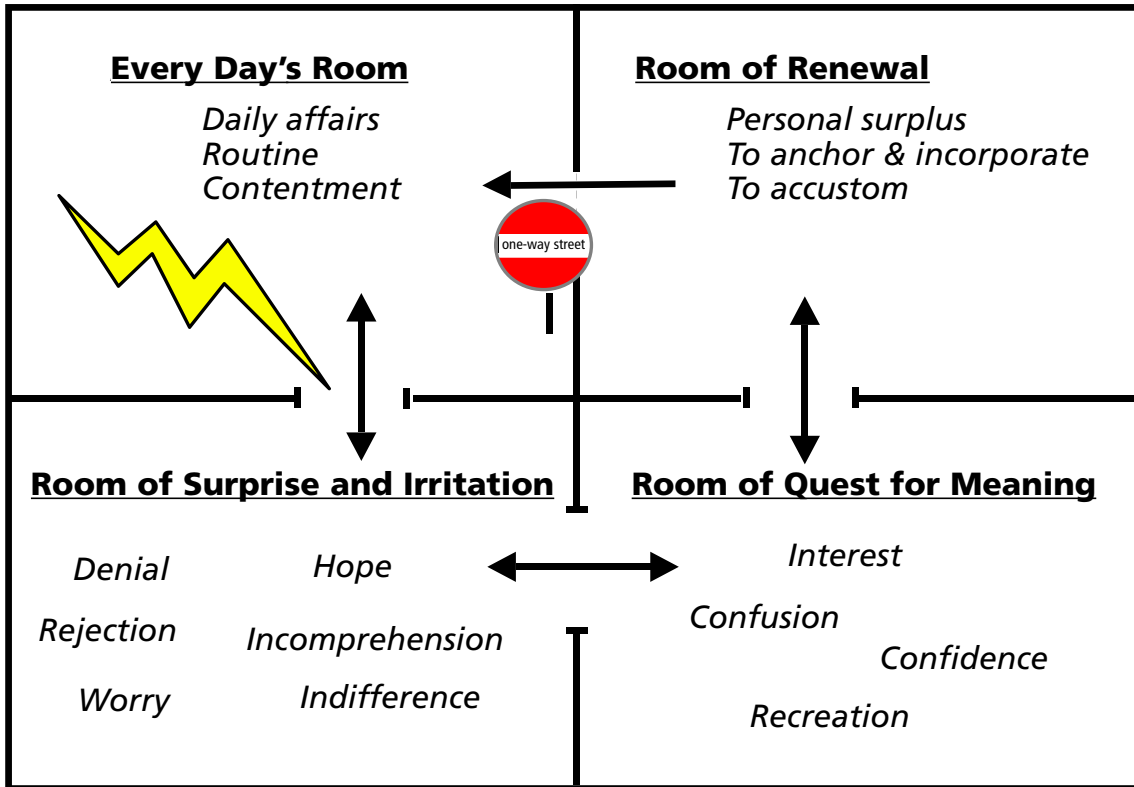 Every Day's Room
Daily affairs
Routine
Contentment
Room of Renewal
Personal surplus
To anchor & incorporate
To accustom
one-way street
Room of Surprise and Irritation
Denial
Hope
Rejection
Incomprehension
Worry
Indifference
Room of Quest for Meaning
Interest
Confusion
Confidence
Recreation